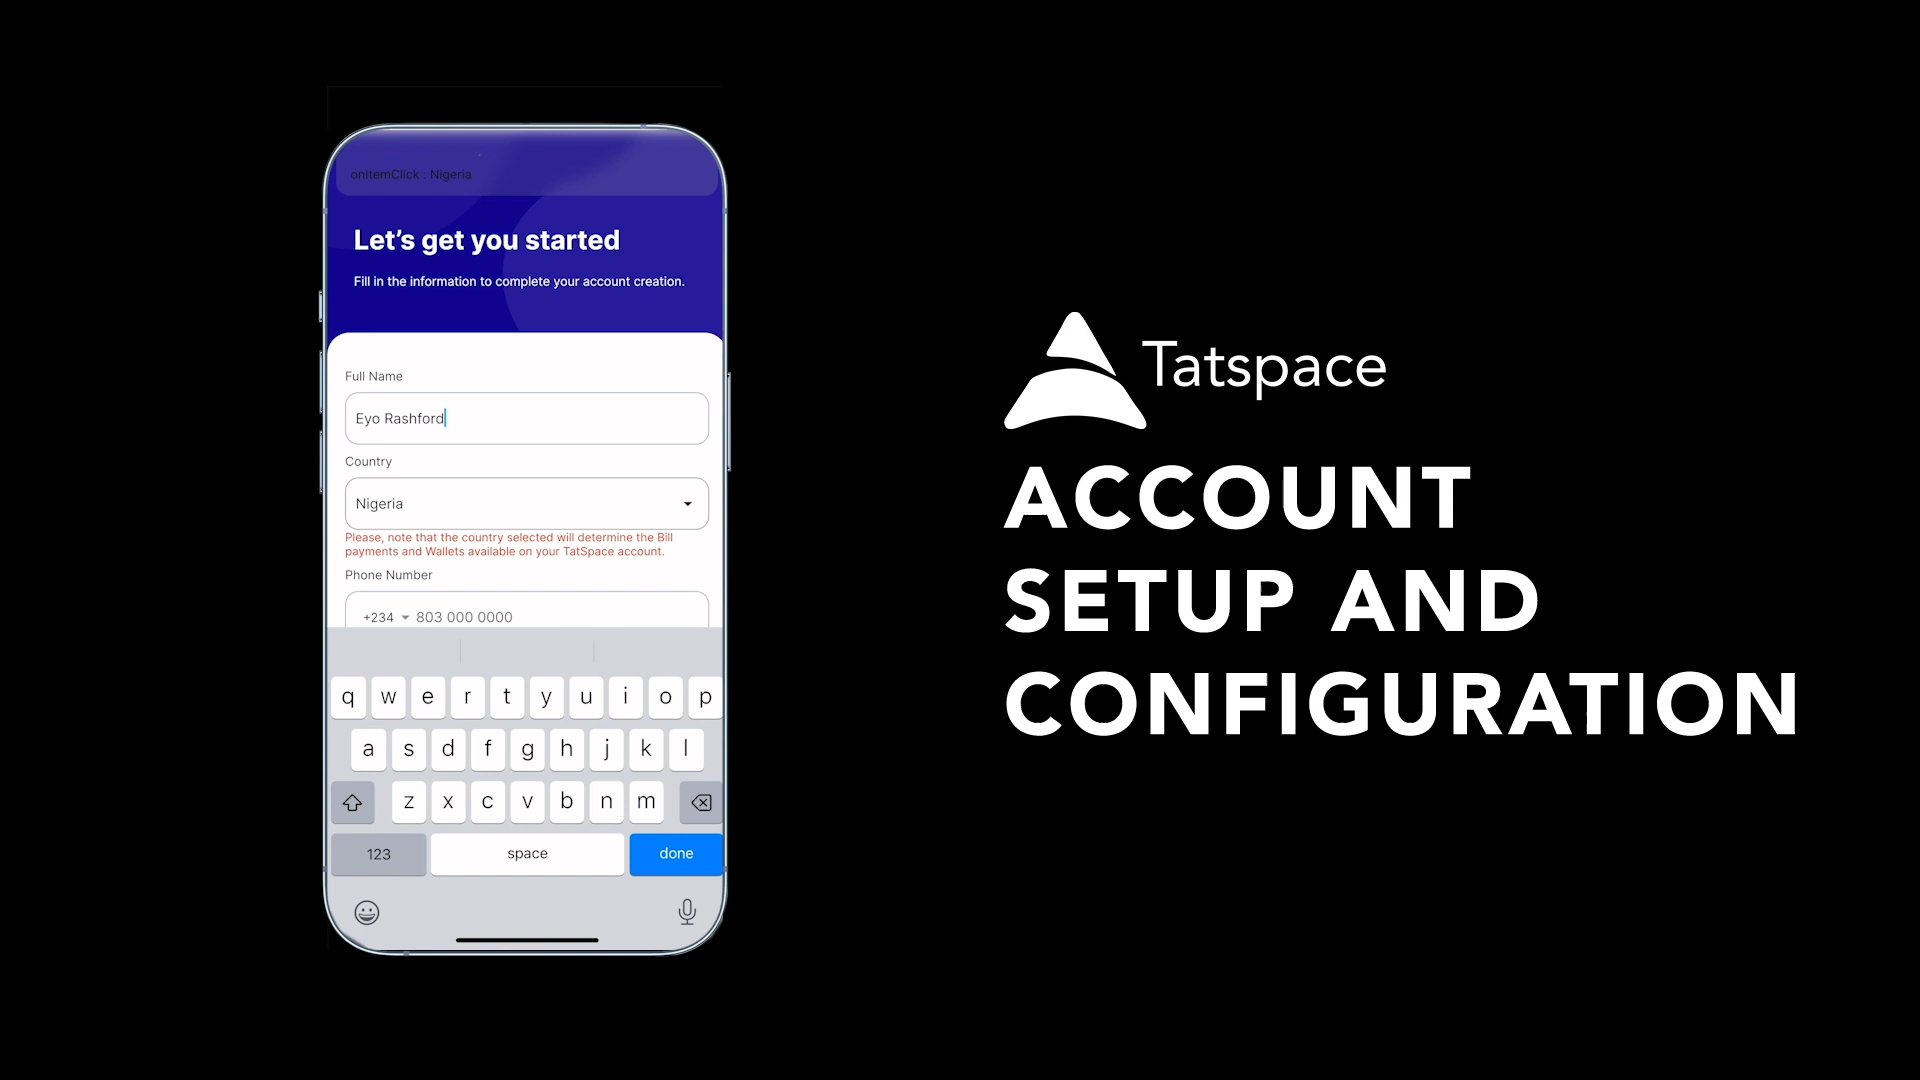 onItemClick : Nigeria
Let’s get you started
Fill in the information to complete your account creation.
Full Name
Eyo Rashford
Country
Nigeria
Please, note that the country selected will determine the Bill
payments and Wallets available on your TatSpace account.
Phone Number
+234 803 000 0000
q w e r t y u i o p
a s d f g h j k l
z x c v b n m
123 space done
Tatspace
ACCOUNT
SETUP AND
CONFIGURATION